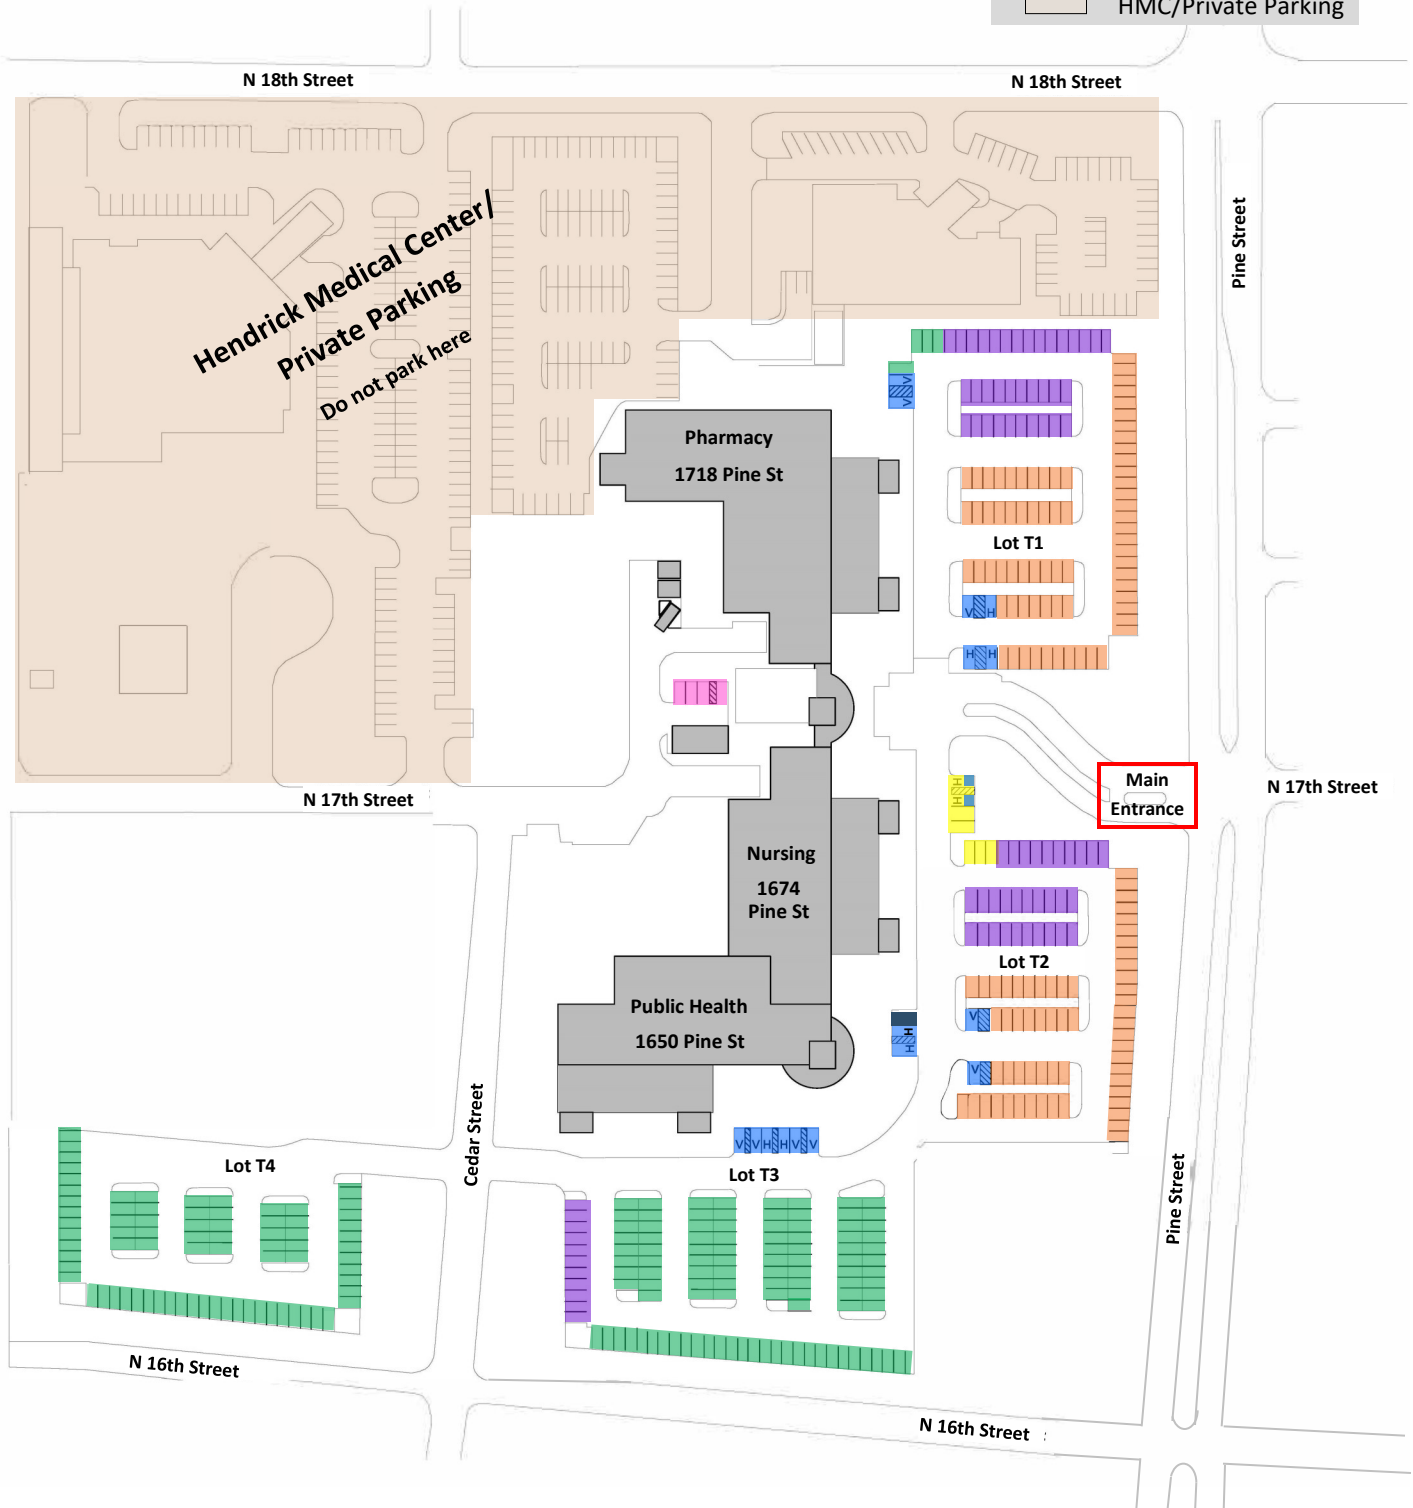 HMC/Private Parking
N 18th Street
N 18th Street
Pine Street
Hendrick Medical Center/
Private Parking
Do not park here
Pharmacy
1718 Pine St
V
V
Lot T1
V H
H H
Main
Entrance
N 17th Street
N 17th Street
H
H
Nursing
1674
Pine St
Lot T2
V
V
Public Health
1650 Pine St
H
H
Cedar Street
V V H H V V
Lot T4
Lot T3
Pine Street
N 16th Street
N 16th Street